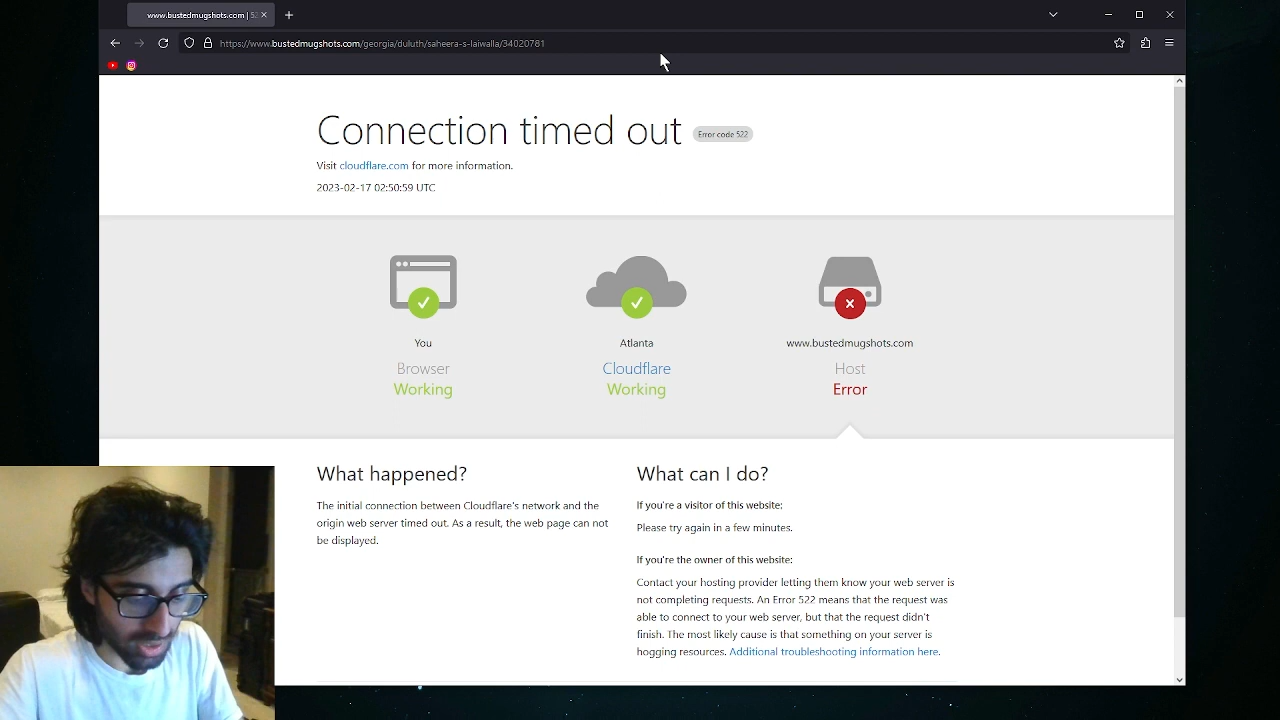 www.bustedmugshots.com | 52
https://www.bustedmugshots.com/georgia/duluth/saheera-s-laiwalla/34020781
Connection timed out Error code 522
Visit cloudflare.com for more information.
2023-02-17 02:50:59 UTC
You
Browser
Working
Atlanta
Cloudflare
Working
www.bustedmugshots.com
Host
Error
What happened?
The initial connection between Cloudflare's network and the
origin web server timed out. As a result, the web page can not
be displayed.
What can I do?
If you're a visitor of this website:
Please try again in a few minutes.
If you're the owner of this website:
Contact your hosting provider letting them know your web server is
not completing requests. An Error 522 means that the request was
able to connect to your web server, but that the request didn't
finish. The most likely cause is that something on your server is
hogging resources. Additional troubleshooting information here.